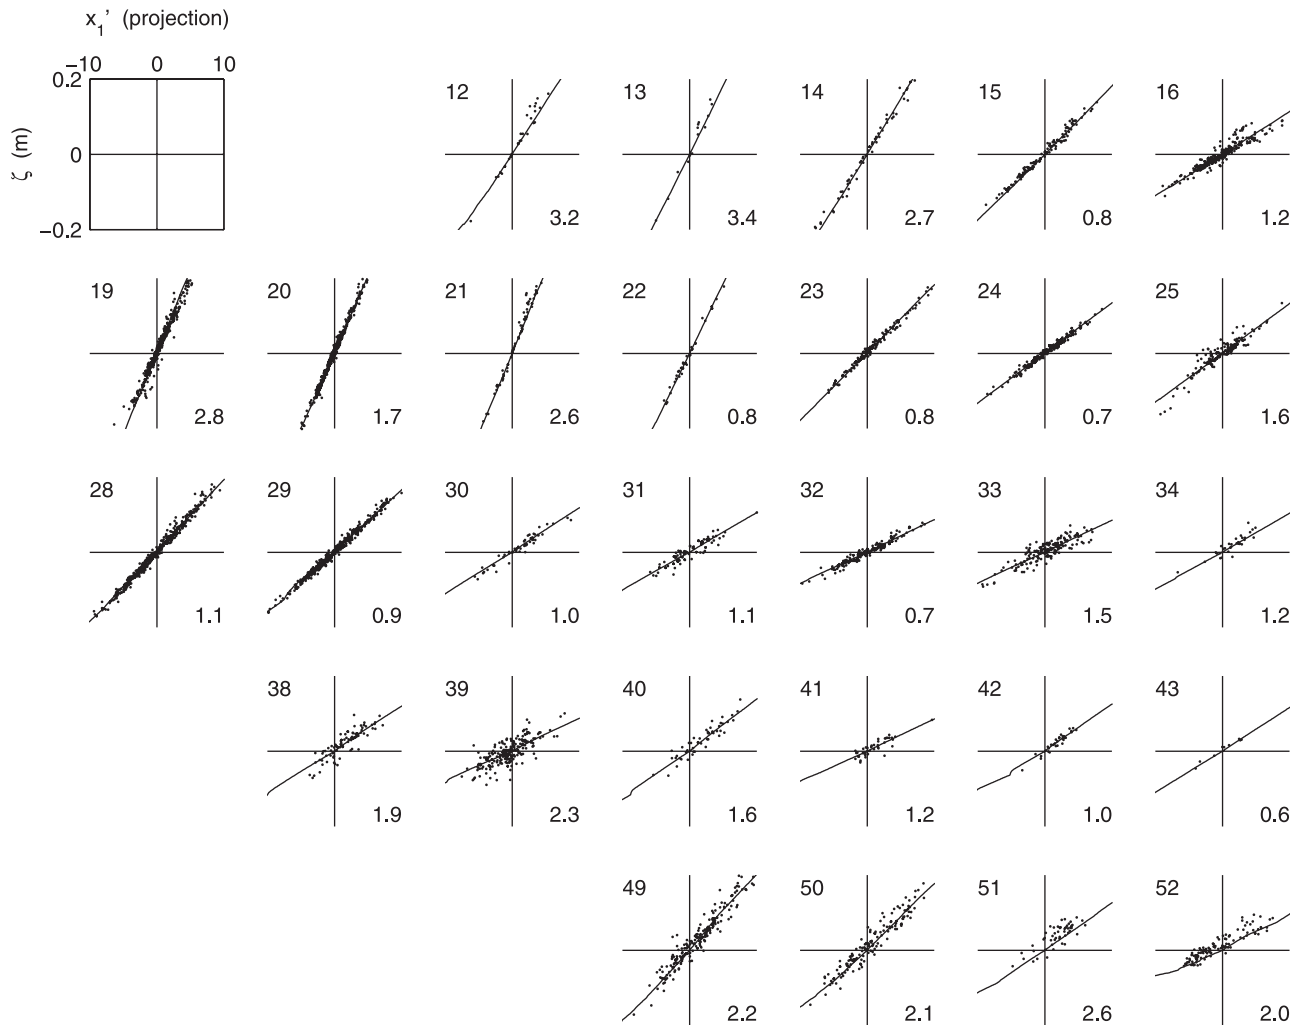 x1' (projection)
−10 0 10
0.2
0
−0.2
ζ (m)
12 13 14 15 16
3.2 3.4 2.7 0.8 1.2
19 20 21 22 23 24 25
2.8 1.7 2.6 0.8 0.8 0.7 1.6
28 29 30 31 32 33 34
1.1 0.9 1.0 1.1 0.7 1.5 1.2
38 39 40 41 42 43
1.9 2.3 1.6 1.2 1.0 0.6
49 50 51 52
2.2 2.1 2.6 2.0